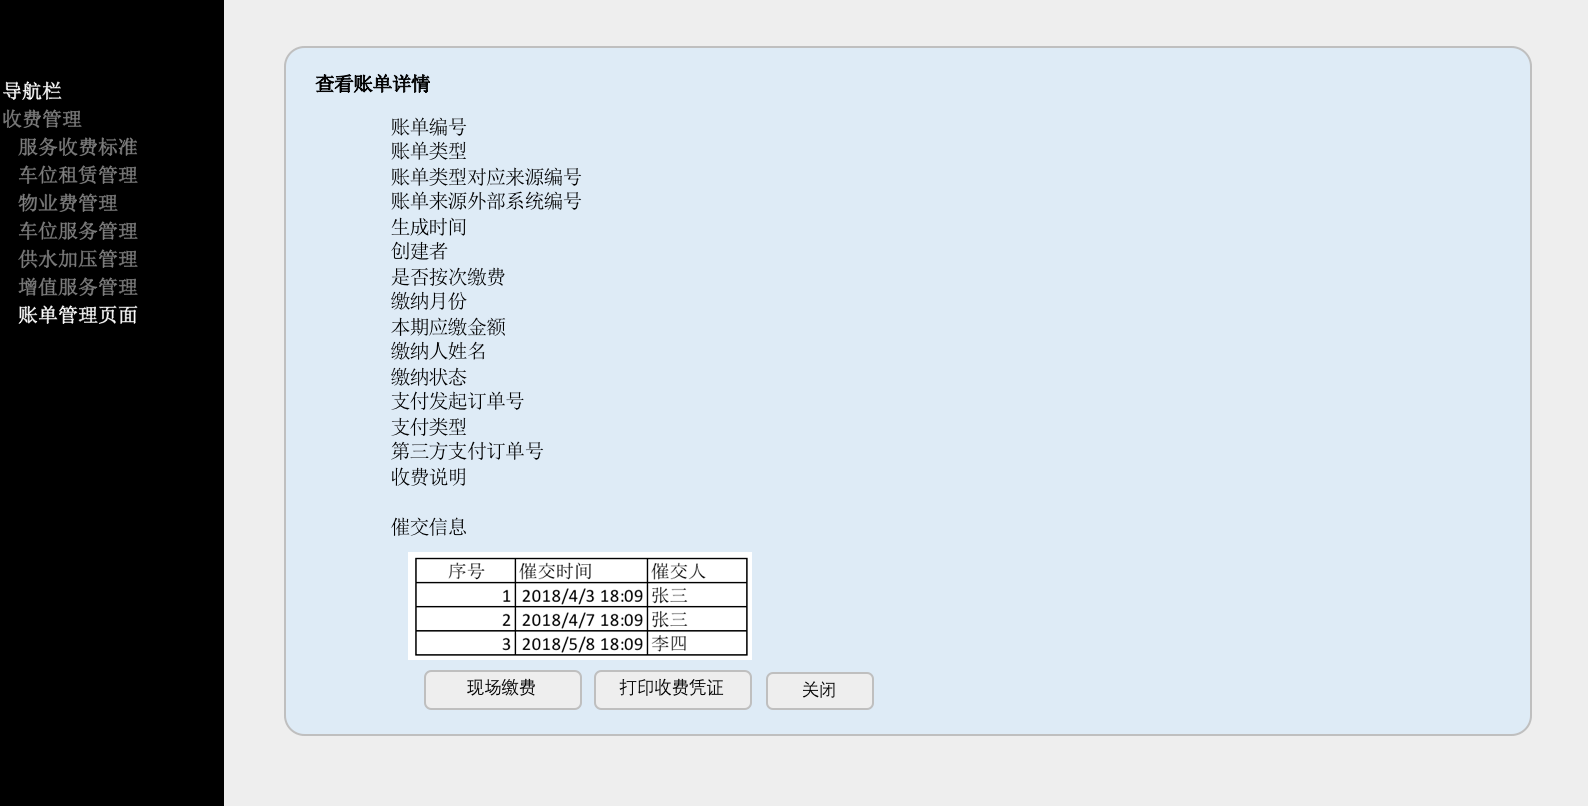 导航栏
收费管理
服务收费标准
车位租赁管理
物业费管理
车位服务管理
供水加压管理
增值服务管理
账单管理页面
查看账单详情
账单编号
账单类型
账单类型对应来源编号
账单来源外部系统编号
生成时间
创建者
是否按次缴费
缴纳月份
本期应缴金额
缴纳人姓名
缴纳状态
支付发起订单号
支付类型
第三方支付订单号
收费说明
催交信息
序号 催交时间 催交人
1 2018/4/3 18:09 张三
2 2018/4/7 18:09 张三
3 2018/5/8 18:09 李四
现场缴费 打印收费凭证 关闭